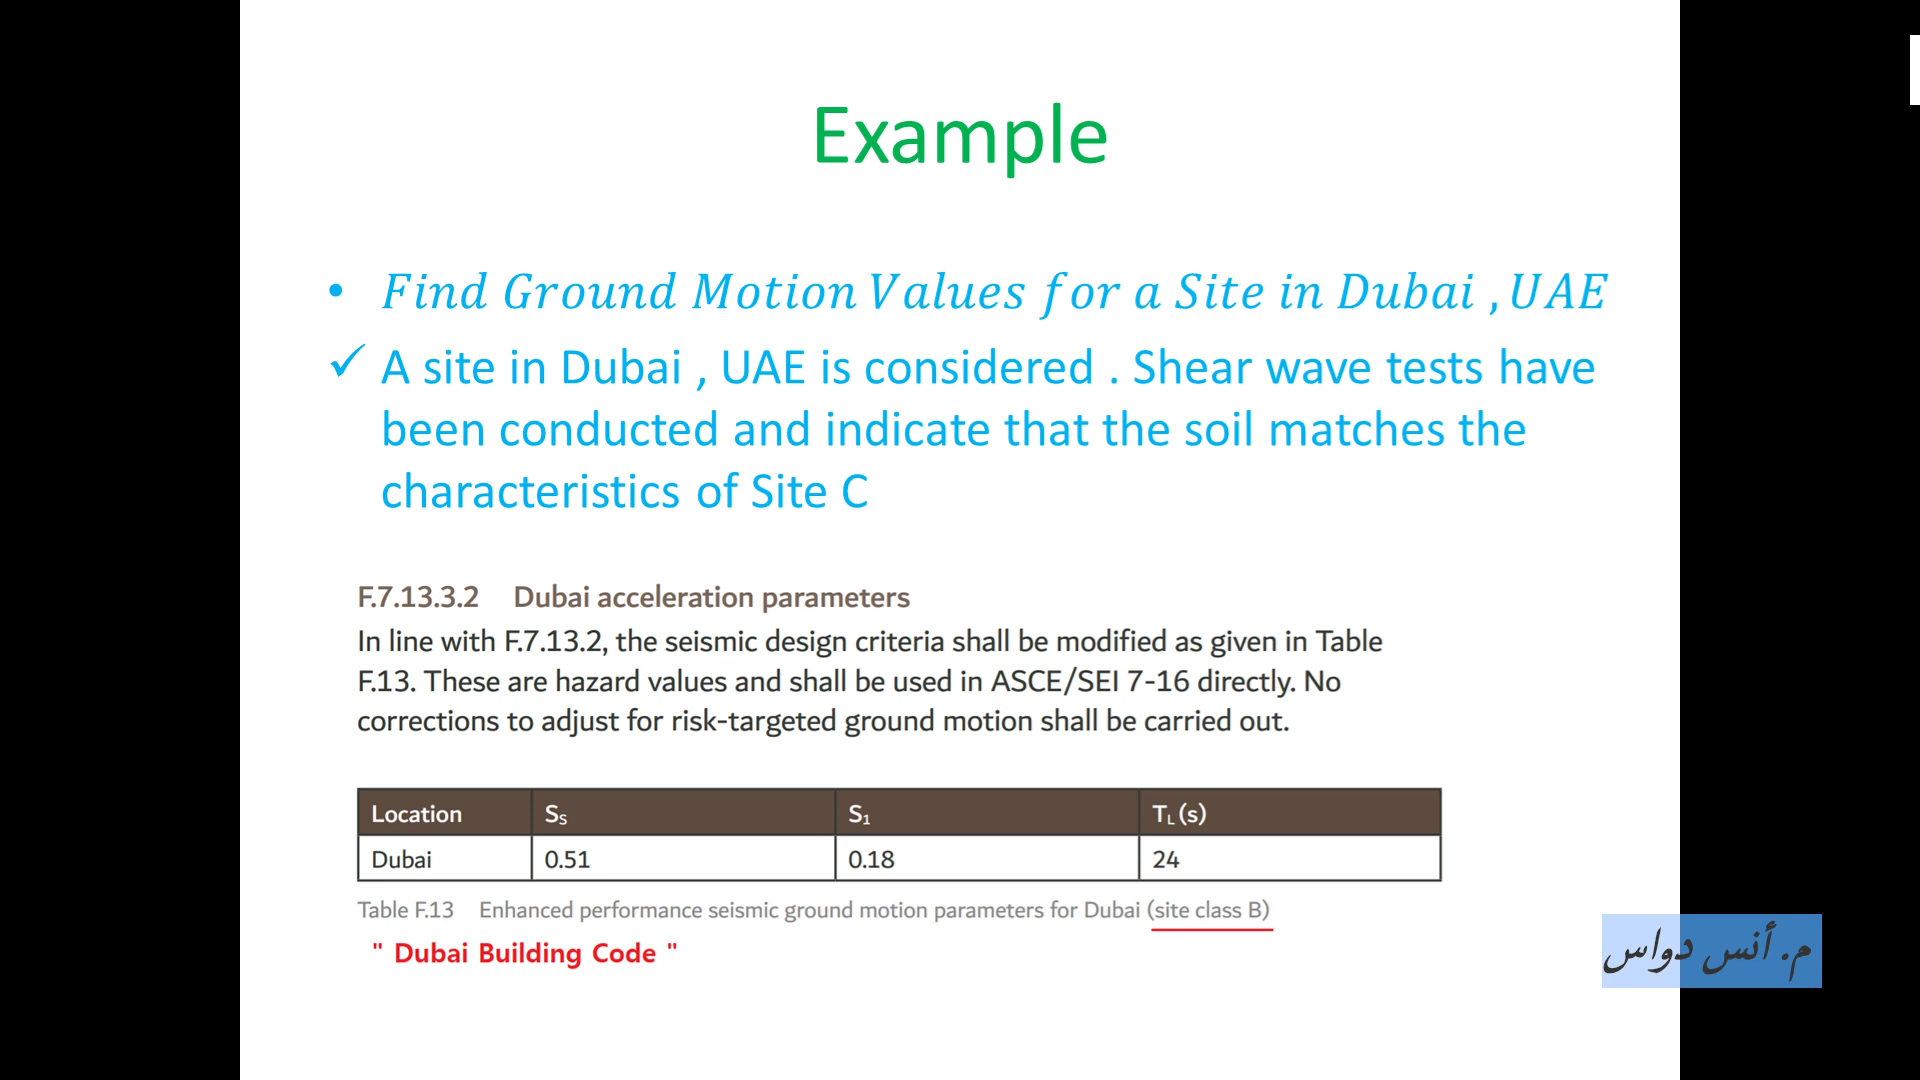 Example
• Find Ground Motion Values for a Site in Dubai , UAE
✓ A site in Dubai , UAE is considered . Shear wave tests have
been conducted and indicate that the soil matches the
characteristics of Site C
F.7.13.3.2 Dubai acceleration parameters
In line with F.7.13.2, the seismic design criteria shall be modified as given in Table
F.13. These are hazard values and shall be used in ASCE/SEI 7-16 directly. No
corrections to adjust for risk-targeted ground motion shall be carried out.
Location SS S1 TL (s)
Dubai 0.51 0.18 24
Table F.13 Enhanced performance seismic ground motion parameters for Dubai (site class B)
" Dubai Building Code "
م. أنس دواس